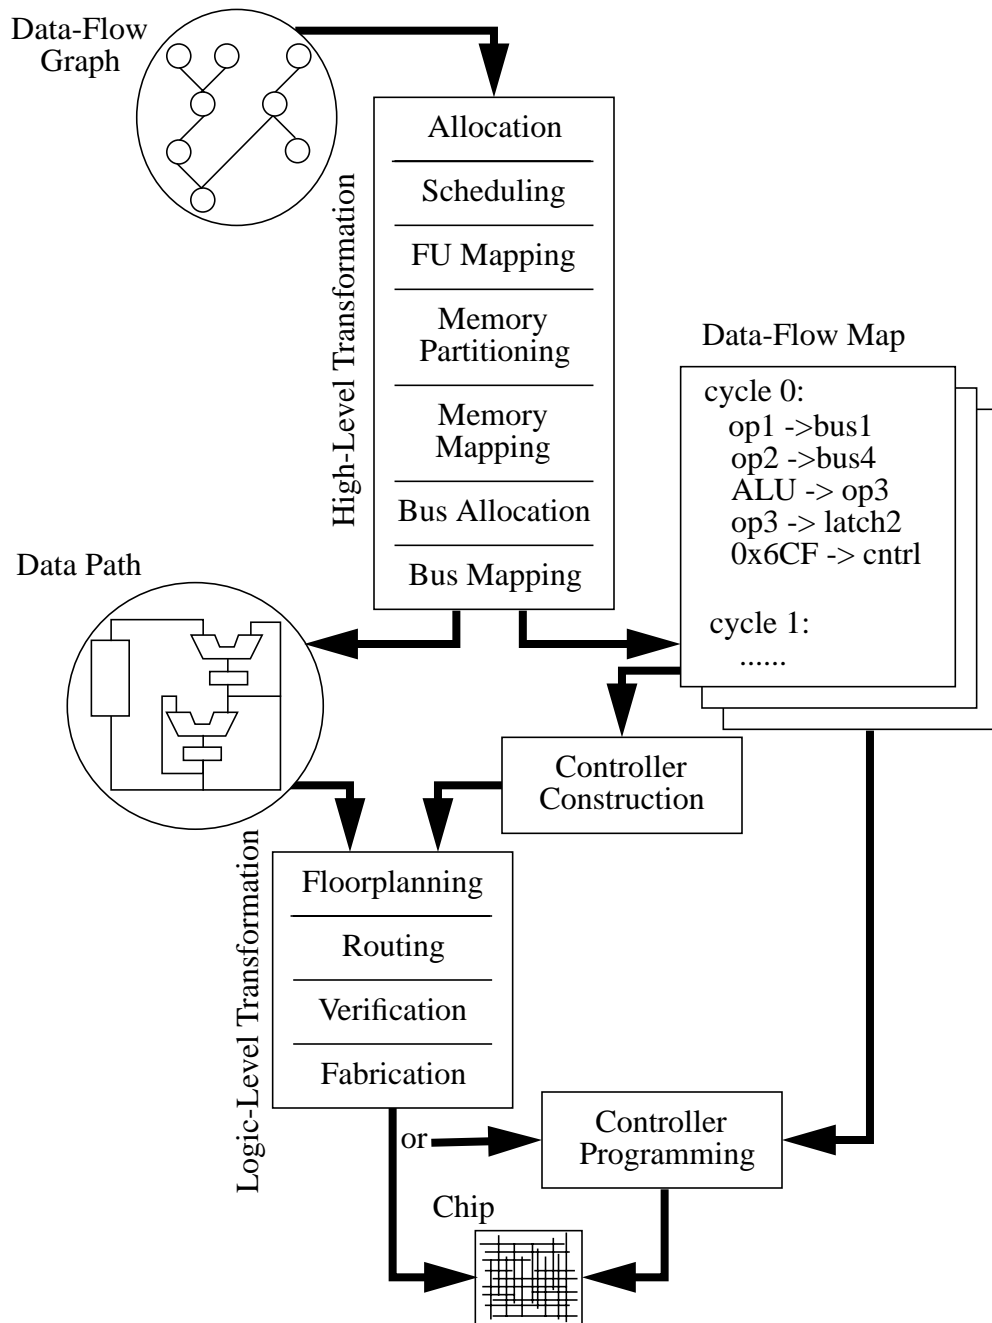 Data-Flow
Graph
High-Level Transformation
Allocation
Scheduling
FU Mapping
Memory
Partitioning
Memory
Mapping
Bus Allocation
Bus Mapping
Data-Flow Map
cycle 0:
op1 ->bus1
op2 ->bus4
ALU -> op3
op3 -> latch2
0x6CF -> cntrl
cycle 1:
......
Data Path
Controller
Construction
Logic-Level Transformation
Floorplanning
Routing
Verification
Fabrication
or
Controller
Programming
Chip